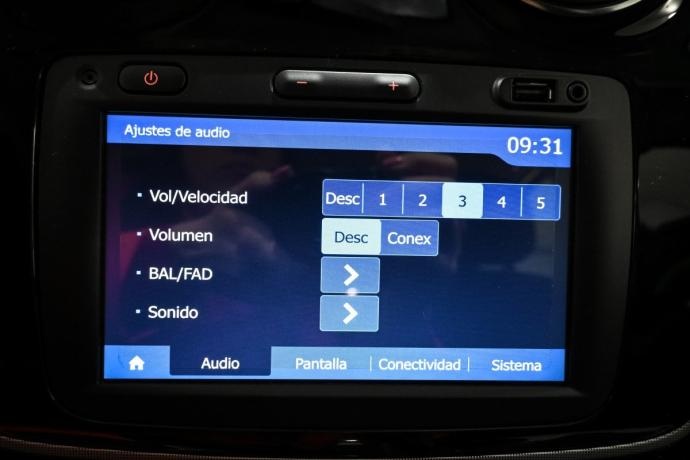 Ajustes de audio
09:31
Vol/Velocidad Desc 1 2 3 4 5
Volumen Desc Conex
BAL/FAD
Sonido
Audio Pantalla Conectividad Sistema